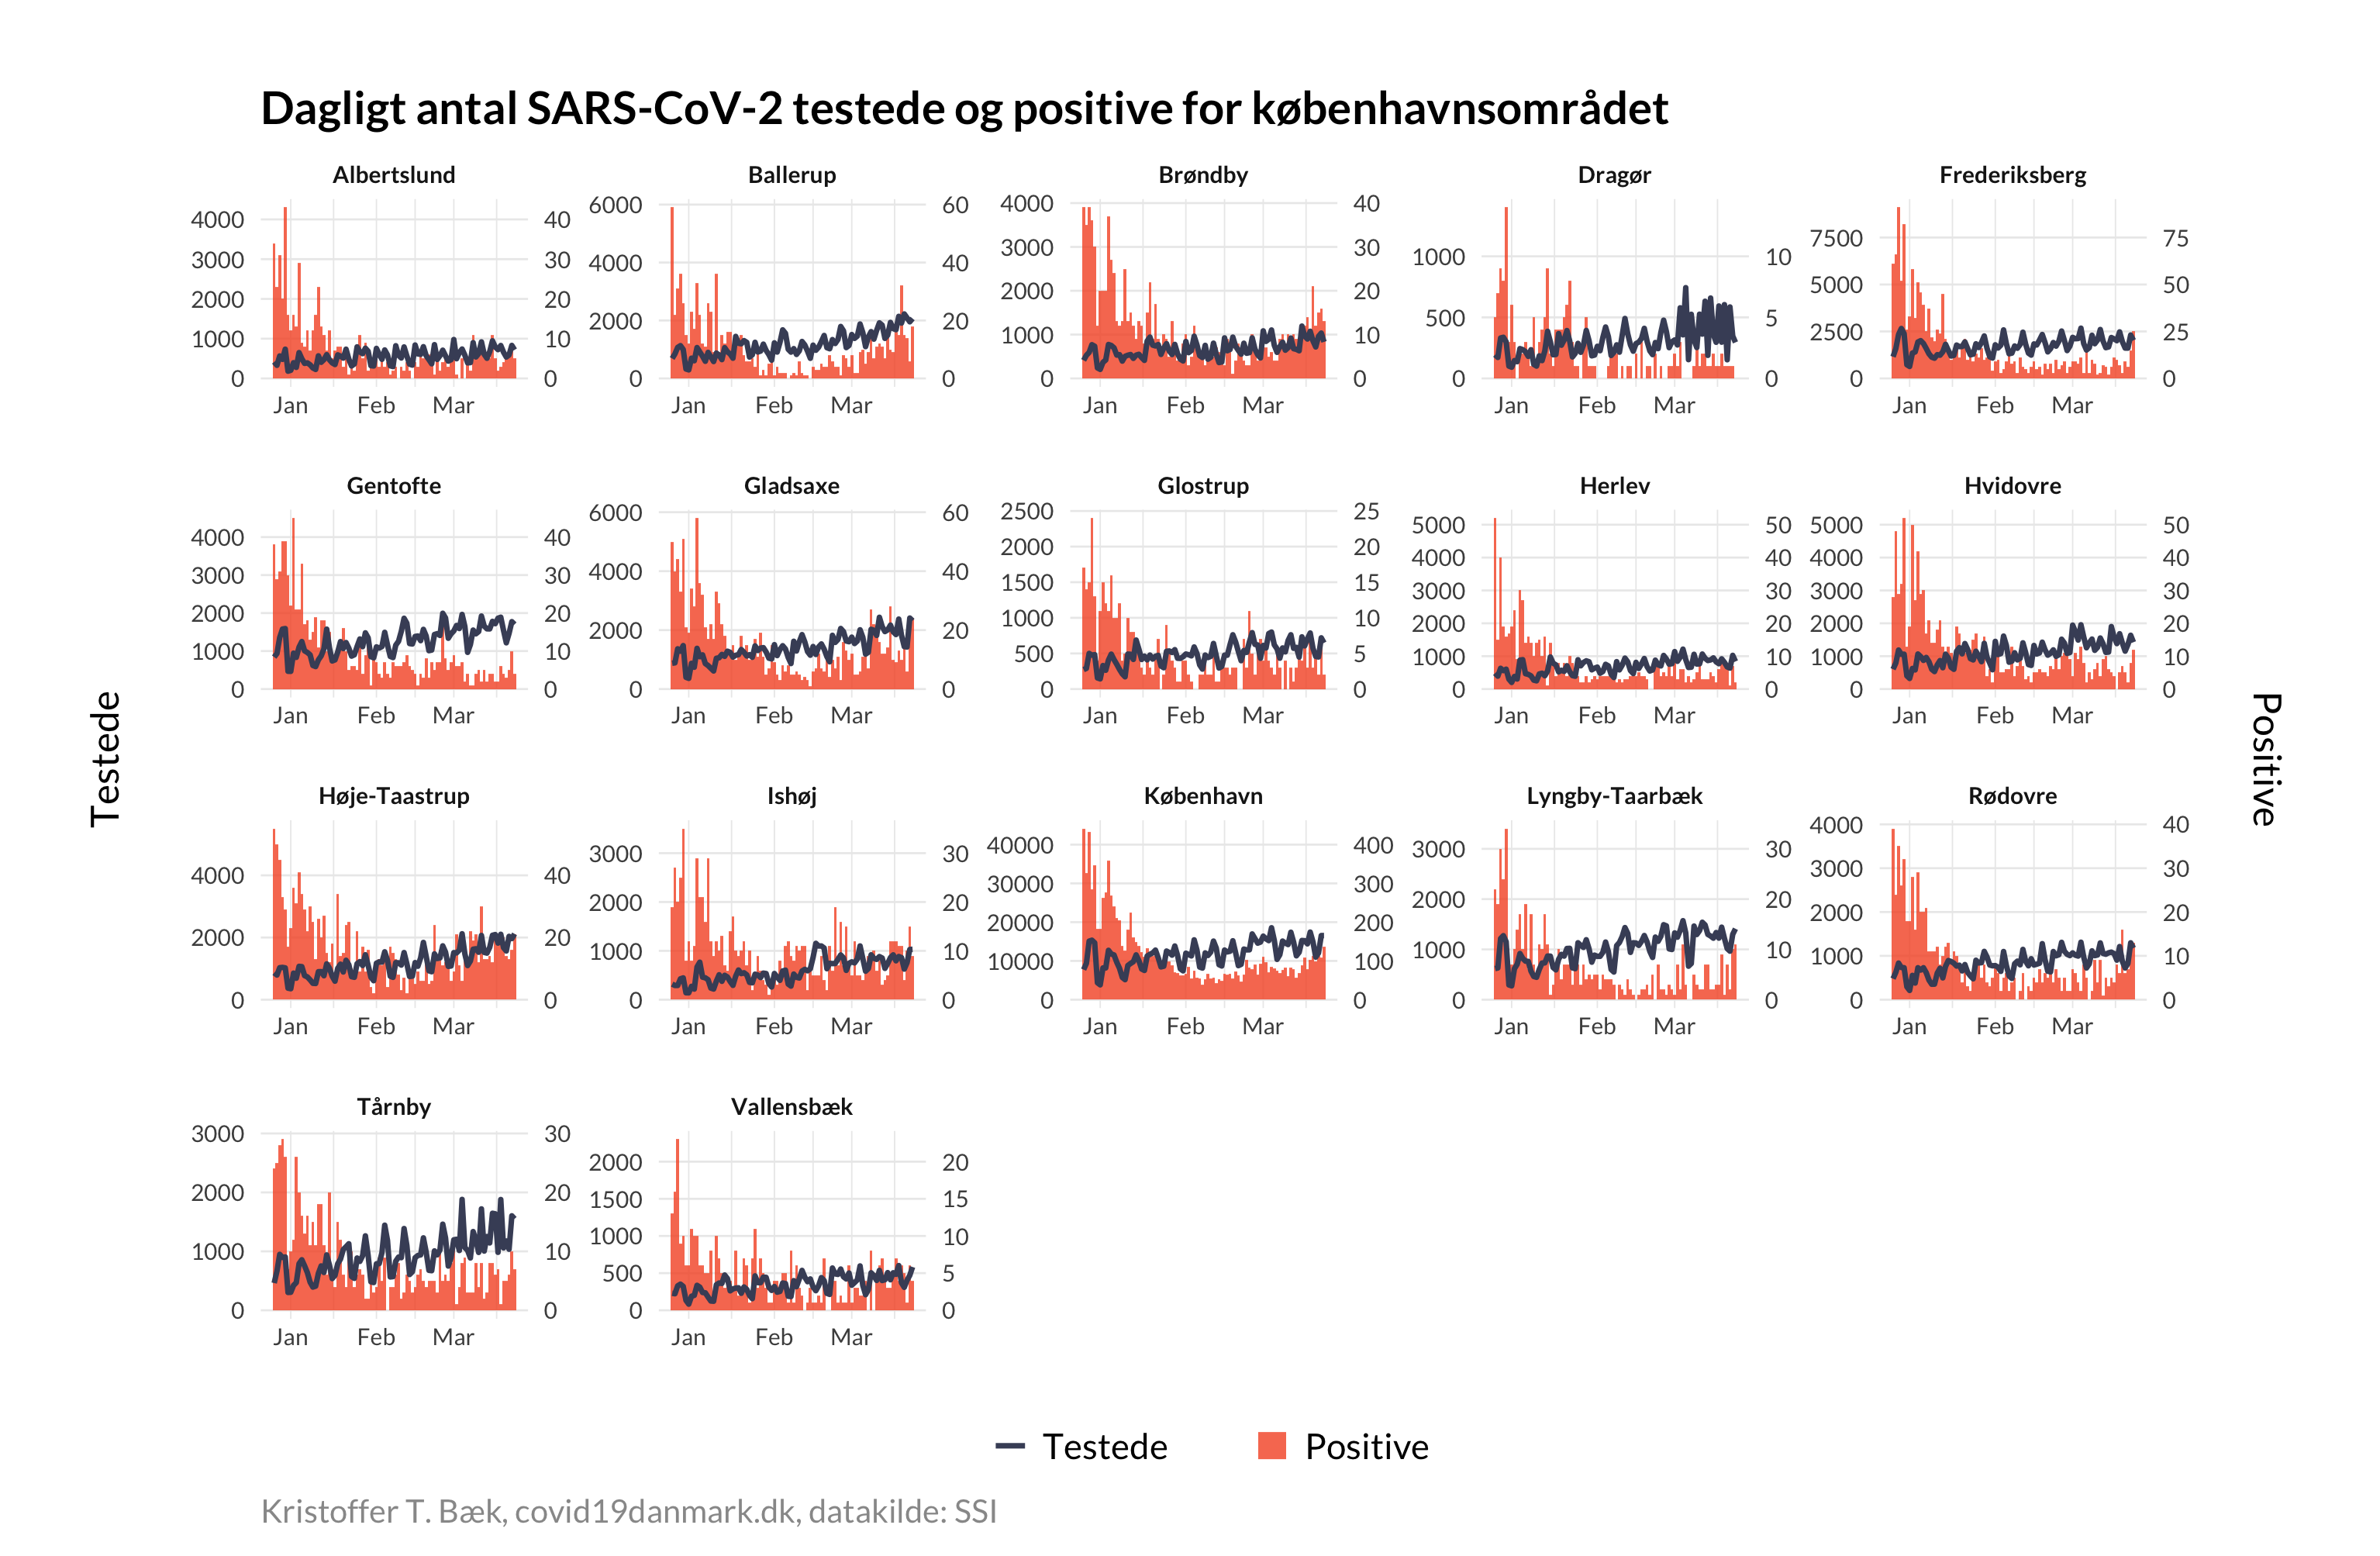 Dagligt antal SARS-CoV-2 testede og positive for københavnsområdet
Albertslund Ballerup Brøndby Dragør Frederiksberg
4000 40 6000 60 4000 40 1000 10 7500 75
3000 30 4000 40 3000 30 500 5 5000 50
2000 20 2000 20 2000 20 0 0 2500 25
1000 10 0 0 1000 10 0 0
0 0 0 0
Jan Feb Mar Jan Feb Mar Jan Feb Mar Jan Feb Mar Jan Feb Mar
Gentofte Gladsaxe Glostrup Herlev Hvidovre
4000 40 6000 60 2500 25 5000 50 5000 50
3000 30 4000 40 2000 20 4000 40 4000 40
2000 20 2000 20 1500 15 3000 30 3000 30
1000 10 0 0 1000 10 2000 20 2000 20
0 0 500 5 1000 10 1000 10
0 0 0 0 0 0
Jan Feb Mar Jan Feb Mar Jan Feb Mar Jan Feb Mar Jan Feb Mar
Testede
Positive
Høje-Taastrup Ishøj København Lyngby-Taarbæk Rødovre
4000 40 3000 30 40000 400 3000 30 4000 40
2000 20 2000 20 30000 300 2000 20 3000 30
0 0 1000 10 20000 200 1000 10 2000 20
0 0 10000 100 0 0 1000 10
0 0 0 0
Jan Feb Mar Jan Feb Mar Jan Feb Mar Jan Feb Mar Jan Feb Mar
Tårnby Vallensbæk
3000 30 2000 20
2000 20 1500 15
1000 10 1000 10
0 0 500 5
0 0
Jan Feb Mar Jan Feb Mar
Testede Positive
Kristoffer T. Bæk, covid19danmark.dk, datakilde: SSI